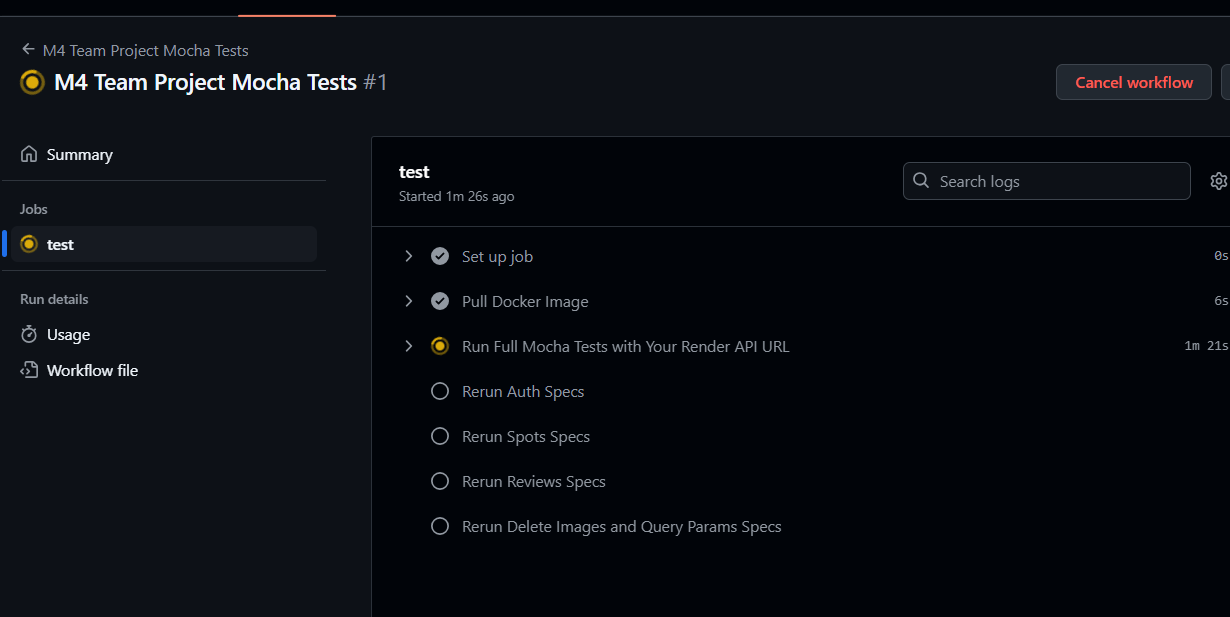 M4 Team Project Mocha Tests
M4 Team Project Mocha Tests #1
Cancel workflow
Summary
Jobs
test
Run details
Usage
Workflow file
test
Started 1m 26s ago
Search logs
Set up job 0s
Pull Docker Image 6s
Run Full Mocha Tests with Your Render API URL 1m 21s
Rerun Auth Specs
Rerun Spots Specs
Rerun Reviews Specs
Rerun Delete Images and Query Params Specs